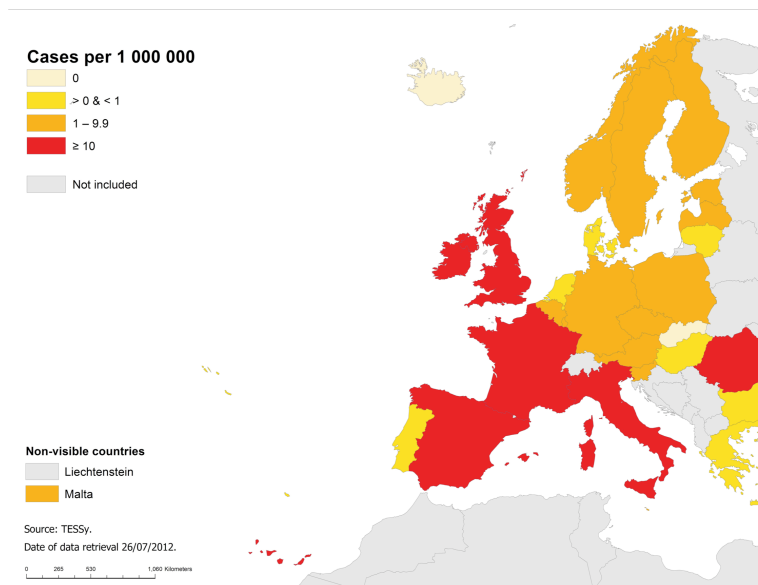 Cases per 1 000 000
0
> 0 & < 1
1 – 9.9
≥ 10
Not included
Non-visible countries
Liechtenstein
Malta
Source: TESSy.
Date of data retrieval 26/07/2012.
0 265 530 1,060 Kilometers